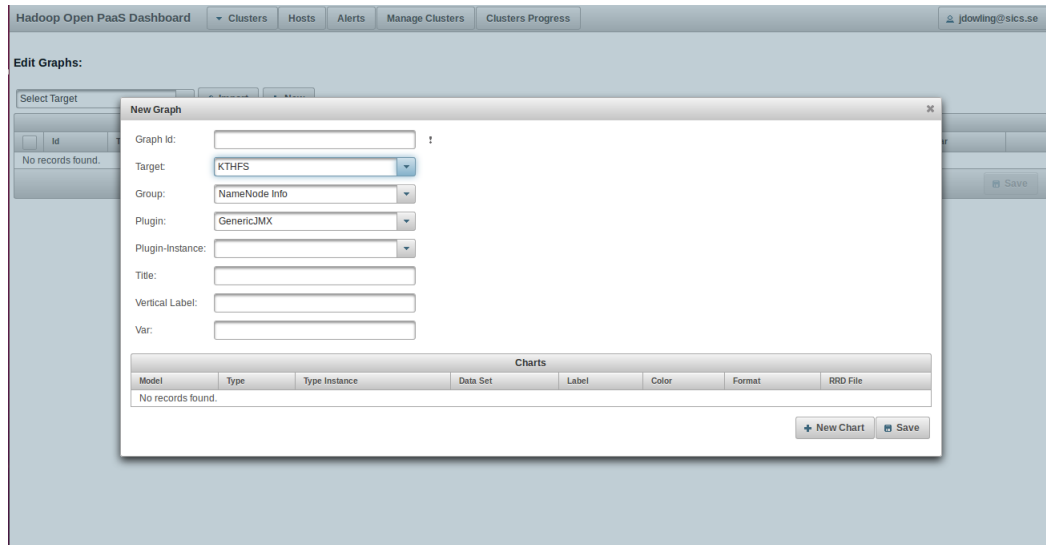 Hadoop Open PaaS Dashboard Clusters Hosts Alerts Manage Clusters Clusters Progress jdowling@sics.se
Edit Graphs:
Select Target
New Graph
Id
No records found.
Save
Graph Id: !
Target: KTHFS
Group: NameNode Info
Plugin: GenericJMX
Plugin-Instance:
Title:
Vertical Label:
Var:
Charts
Model Type Type Instance Data Set Label Color Format RRD File
No records found.
+ New Chart Save